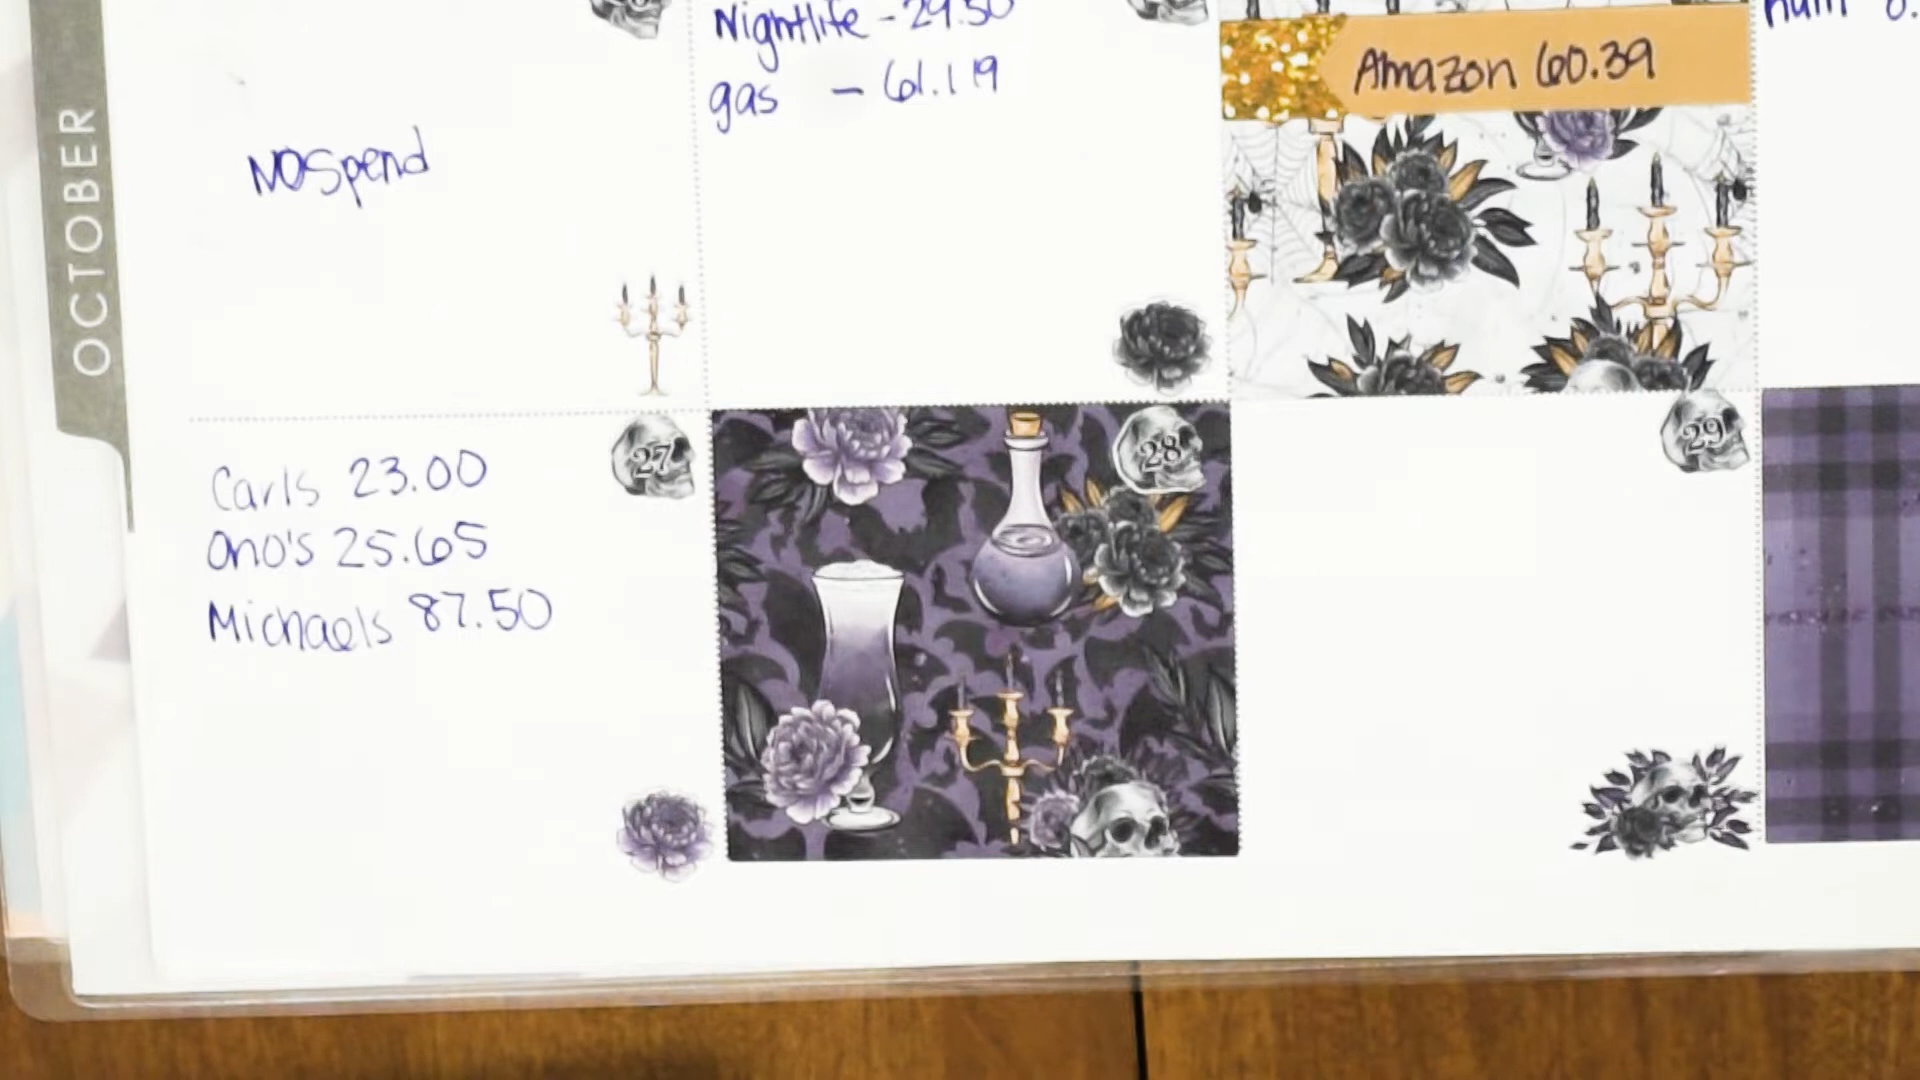 OCTOBER
Nightlife - 29.50
gas - 61.19
Amazon 60.39
NOSpend
27
Carls 23.00
Ono's 25.65
Michaels 87.50
28
29